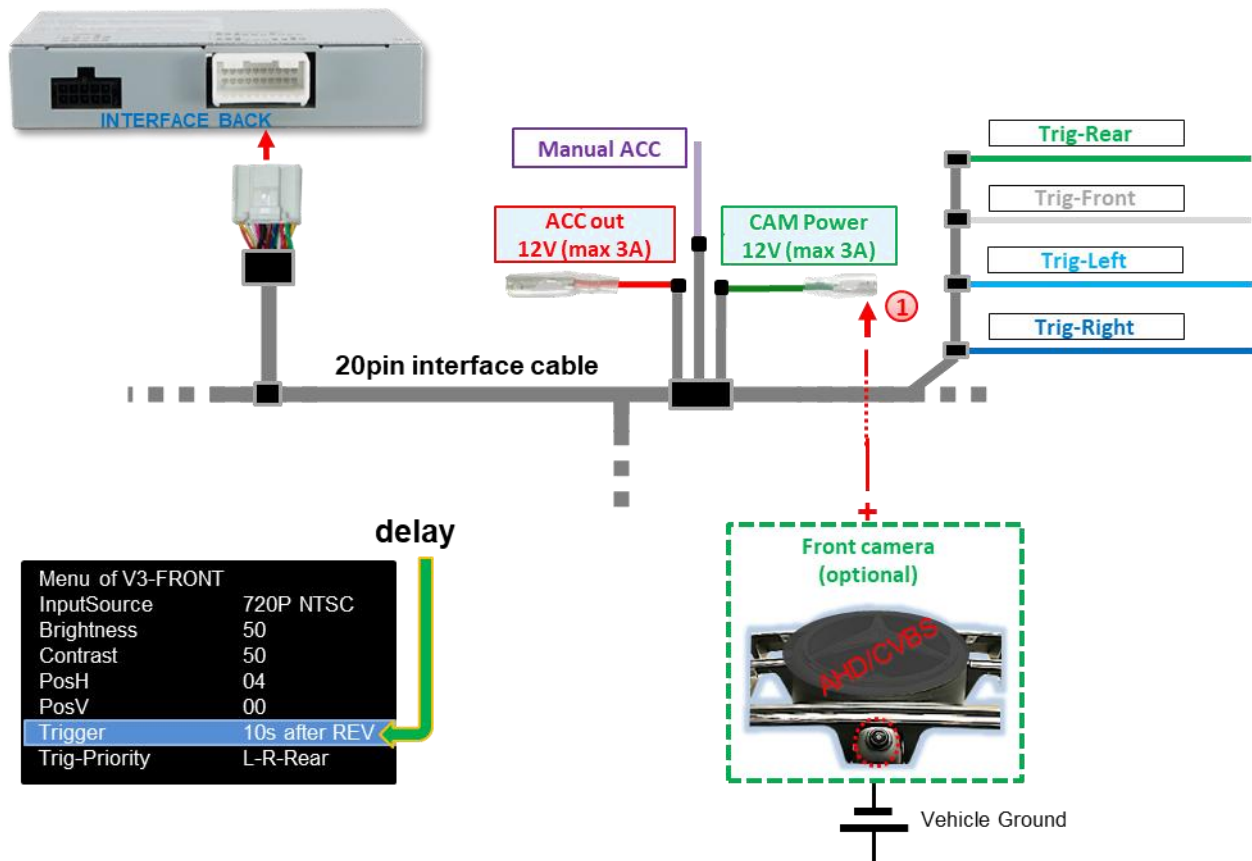 INTERFACE BACK
Manual ACC
ACC out
12V (max 3A)
CAM Power
12V (max 3A)
1
Trig-Rear
Trig-Front
Trig-Left
Trig-Right
20pin interface cable
delay
Menu of V3-FRONT
InputSource 720P NTSC
Brightness 50
Contrast 50
PosH 04
PosV 00
Trigger 10s after REV
Trig-Priority L-R-Rear
+
Front camera
(optional)
AHD/CVBS
Vehicle Ground